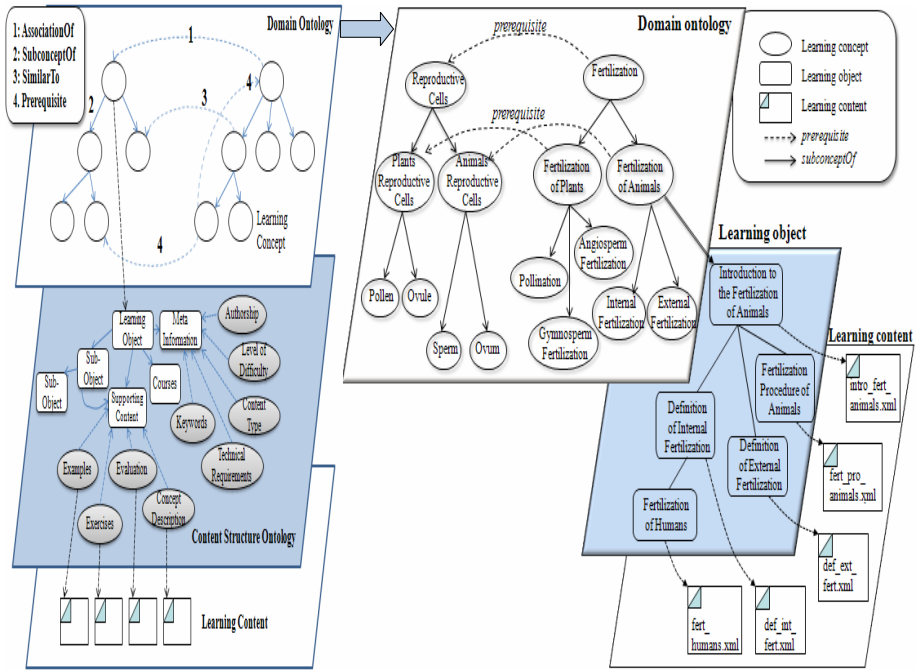 1: AssociationOf
2: SubconceptOf
3: SimilarTo
4. Prerequisite
Domain Ontology
1
2
3
4
4
Learning
Concept
Learning
Object
Meta
Information
Authorship
Level of
Difficulty
Sub-
Object
Sub-
Object
Courses
Supporting
Content
Keywords
Content
Type
Technical
Requirements
Examples
Evaluation
Exercises
Concept
Description
Content Structure Ontology
Learning Content
Domain ontology
prerequisite
Reproductive
Cells
Fertilization
prerequisite
Plants
Reproductive
Cells
Animals
Reproductive
Cells
Fertilization
of Plants
Fertilization
of Animals
Pollen
Ovule
Sperm
Ovum
Pollination
Angiosperm
Fertilization
Gymnosperm
Fertilization
Internal
Fertilization
External
Fertilization
Learning concept
Learning object
Learning content
prerequisite
subconceptOf
Learning object
Introduction to
the Fertilization
of Animals
Fertilization
Procedure of
Animals
Definition
of Internal
Fertilization
Definition
of External
Fertilization
Fertilization
of Humans
Learning content
intro_fert_
animals.xml
fert_pro_
animals.xml
def_ext_
fert.xml
fert_
humans.xml
def_int_
fert.xml